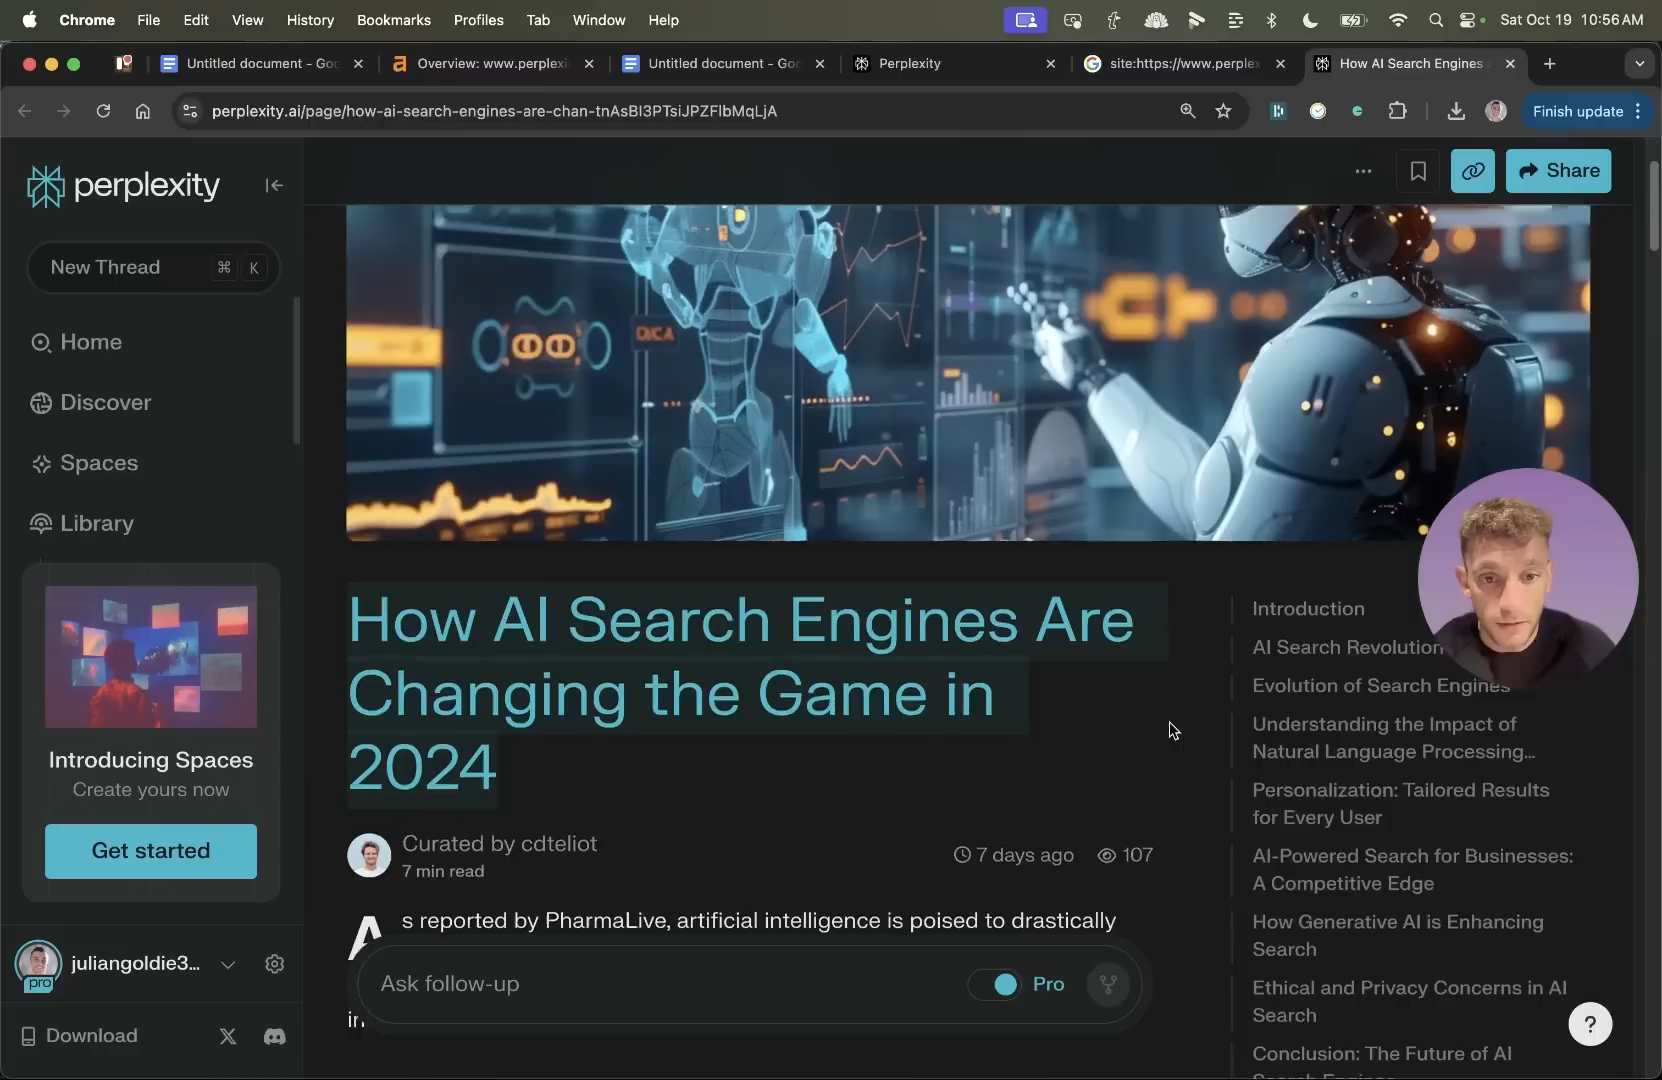 Chrome File Edit View History Bookmarks Profiles Tab Window Help Sat Oct 19 10:56 AM
Untitled document - Goo Overview: www.perplexi Untitled document - Goo Perplexity site:https://www.perplex How AI Search Engines
perplexity.ai/page/how-ai-search-engines-are-chan-tnAsBI3PTsiJPZFIbMqLjA Finish update
perplexity
Share
New Thread ⌘ K
Home
Discover
Spaces
Library
Introducing Spaces
Create yours now
Get started
juliangoldie3...
pro
Download
How AI Search Engines Are
Changing the Game in
2024
Curated by cdteliot
7 min read
7 days ago 107
As reported by PharmaLive, artificial intelligence is poised to drastically
Ask follow-up Pro
in
Introduction
AI Search Revolution
Evolution of Search Engines
Understanding the Impact of
Natural Language Processing...
Personalization: Tailored Results
for Every User
AI-Powered Search for Businesses:
A Competitive Edge
How Generative AI is Enhancing
Search
Ethical and Privacy Concerns in AI
Search
Conclusion: The Future of AI
Search Engines
?